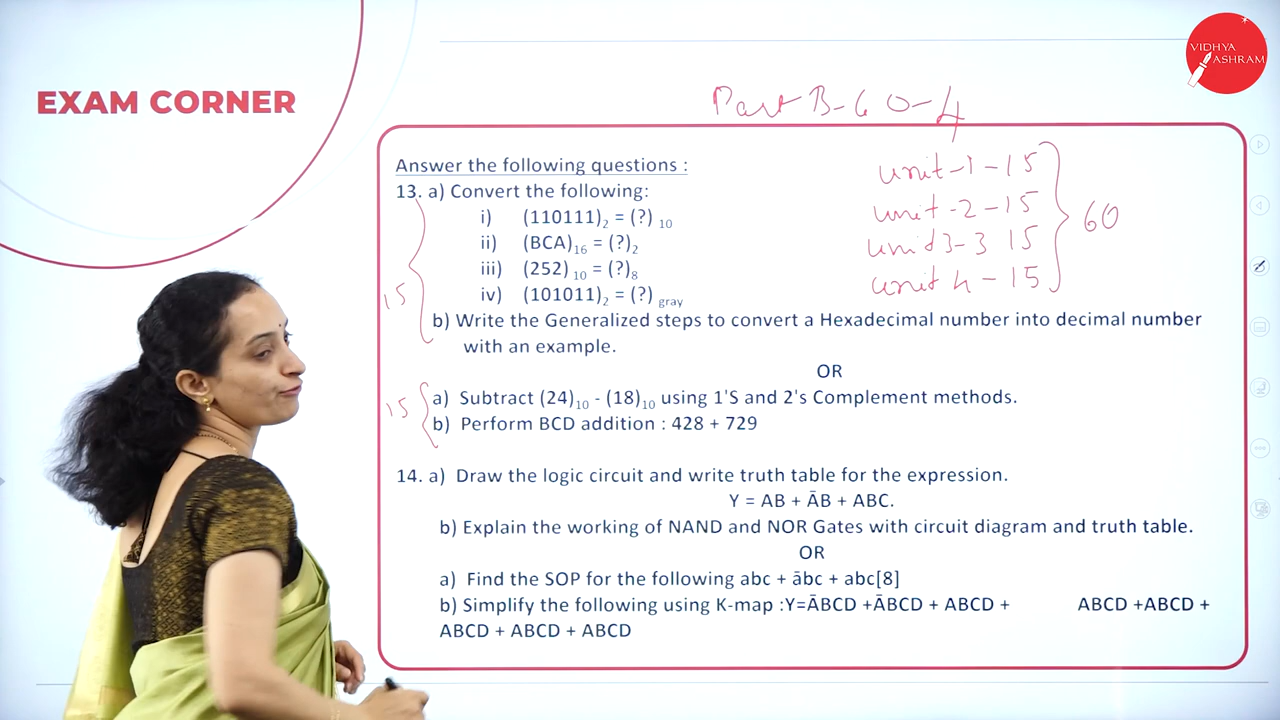 VIDHYA
ASHRAM
EXAM CORNER
Part B-60-4
Answer the following questions :
unit-1-15
13. a) Convert the following:
i) (110111)₂ = (?) ₁₀
unit-2-15
60
ii) (BCA)₁₆ = (?)₂
unit3-3 15
iii) (252) ₁₀ = (?)₈
unit 4-15
iv) (101011)₂ = (?) gray
15
b) Write the Generalized steps to convert a Hexadecimal number into decimal number
with an example.
OR
15
a) Subtract (24)₁₀ - (18)₁₀ using 1'S and 2's Complement methods.
b) Perform BCD addition : 428 + 729
14. a) Draw the logic circuit and write truth table for the expression.
Y = AB + ĀB + ABC.
b) Explain the working of NAND and NOR Gates with circuit diagram and truth table.
OR
a) Find the SOP for the following abc + ābc + abc[8]
b) Simplify the following using K-map :Y=ĀBCD +ĀBCD + ABCD + ABCD +ABCD +
ABCD + ABCD + ABCD